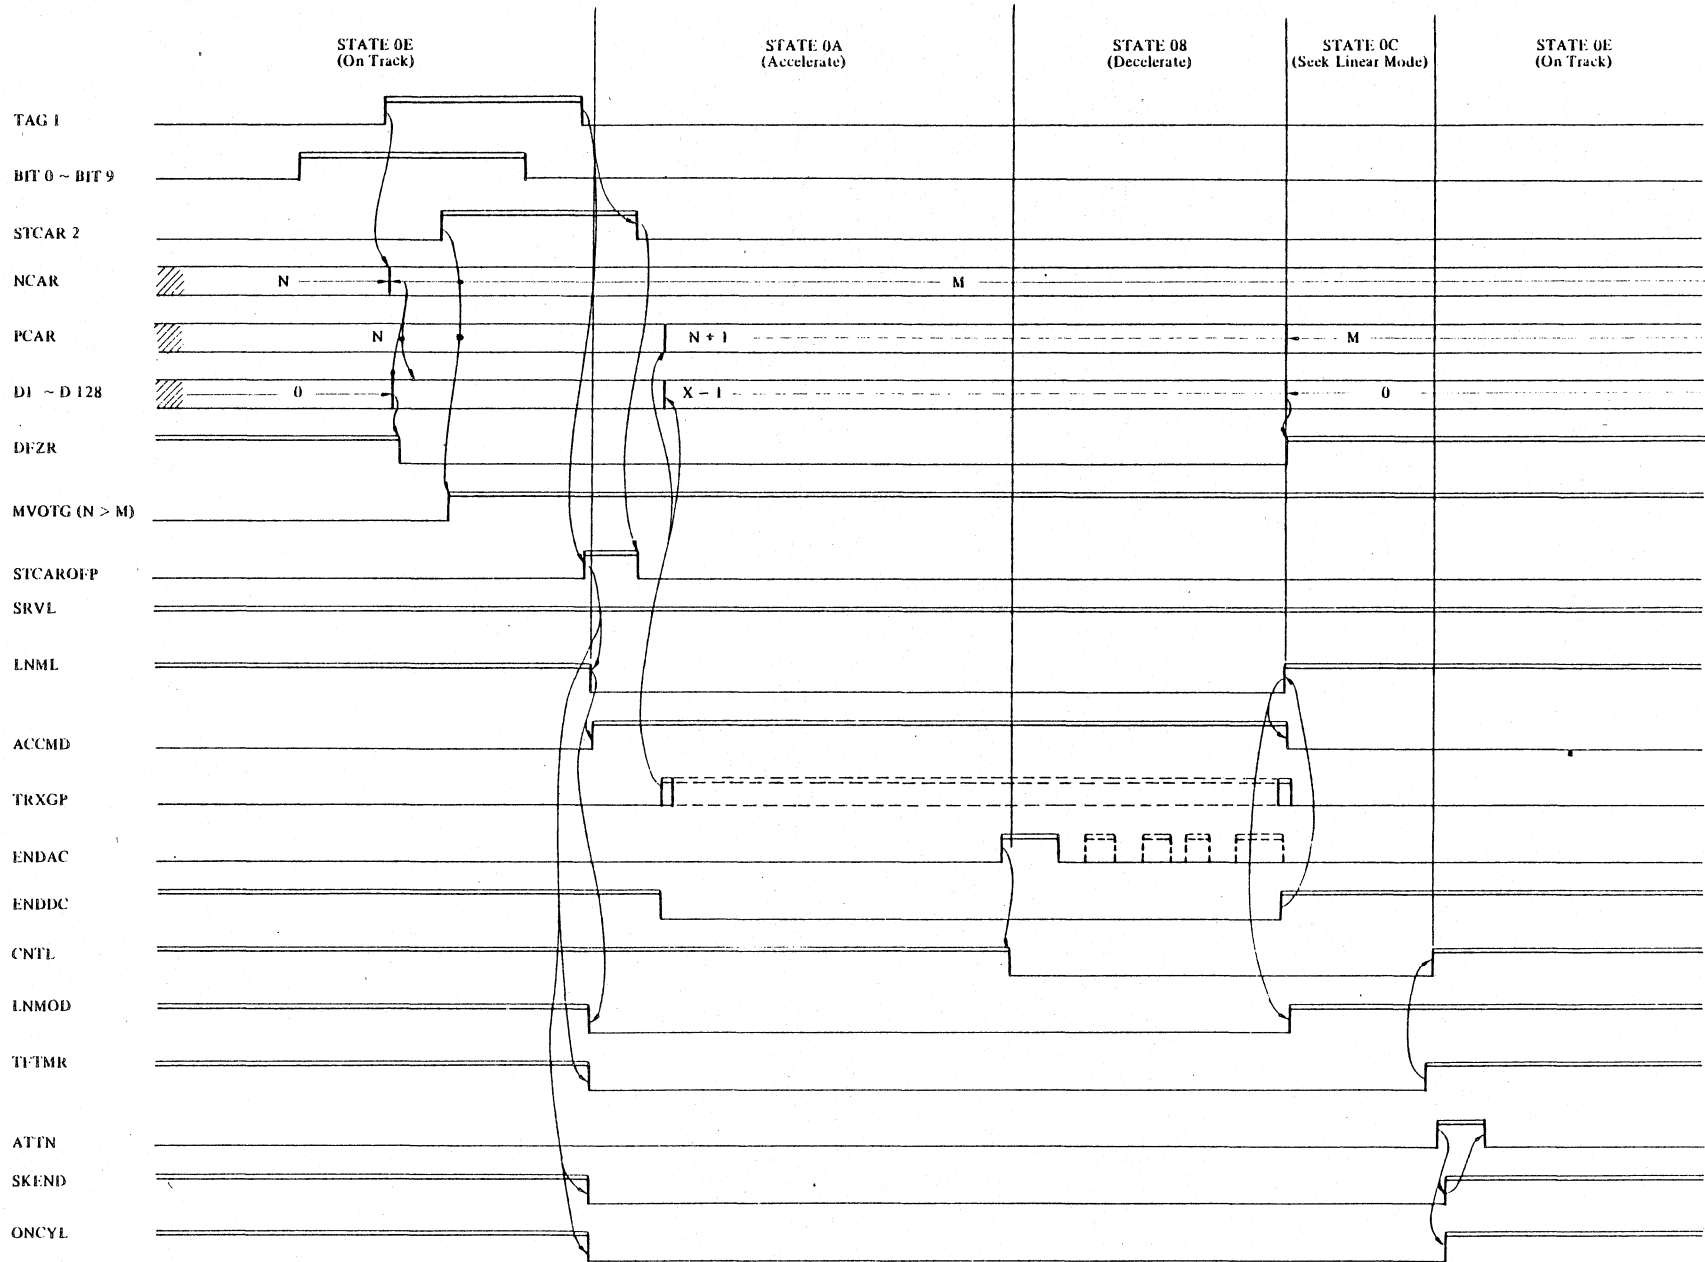 STATE 0E
(On Track)
STATE 0A
(Accelerate)
STATE 08
(Decelerate)
STATE 0C
(Seek Linear Mode)
STATE 0E
(On Track)
TAG 1
BIT 0 ~ BIT 9
STCAR 2
NCAR N M
PCAR N N + 1 M
D1 ~ D 128 0 X - 1 0
DFZR
MVOTG (N > M)
STCAROFP
SRVL
LNML
ACCMD
TRXGP
ENDAC
ENDDC
CNTL
LNMOD
TFTMR
ATTN
SKEND
ONCYL